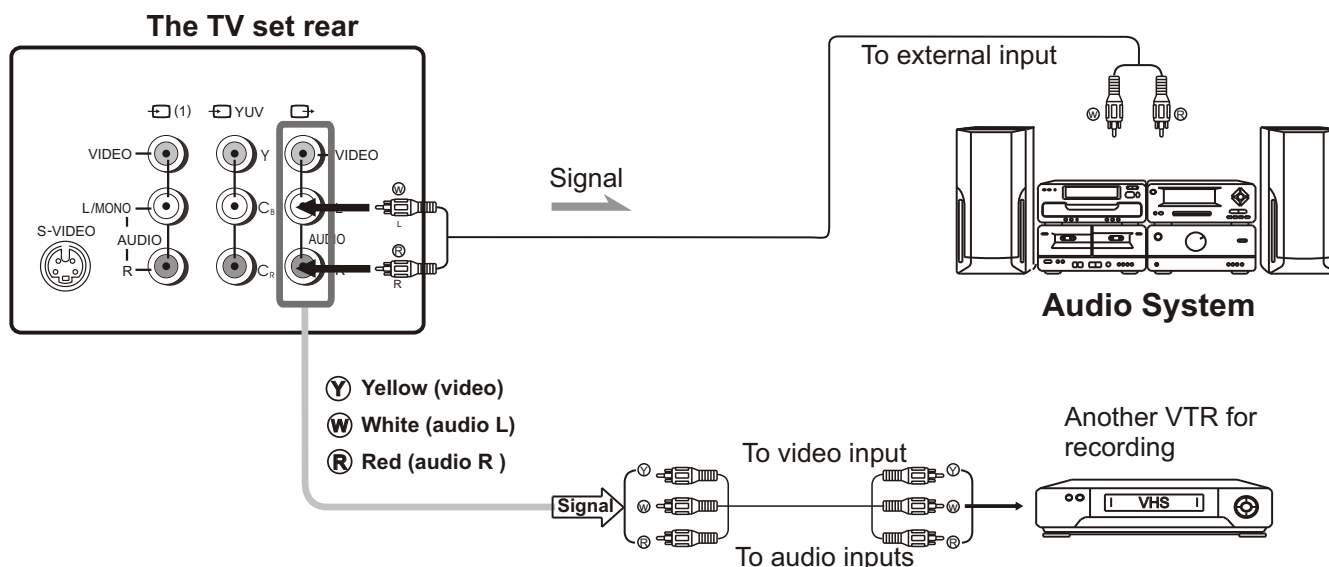 The TV set rear
To external input
W
R
(1)
YUV
VIDEO
Y
VIDEO
L/MONO
CB
L
W
L
S-VIDEO
AUDIO
AUDIO
R
R
CR
R
R
Signal
Audio System
Y Yellow (video)
W White (audio L)
R Red (audio R )
Another VTR for
recording
To video input
Signal
Y
W
R
Y
W
R
VHS
To audio inputs